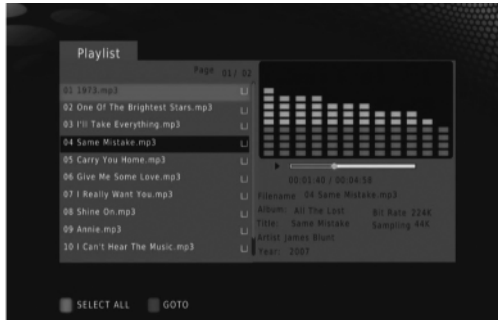 Playlist
Page 01/ 02
01 1973.mp3
02 One Of The Brightest Stars.mp3
03 I'll Take Everything.mp3
04 Same Mistake.mp3
05 Carry You Home.mp3
06 Give Me Some Love.mp3
07 I Really Want You.mp3
08 Shine On.mp3
09 Annie.mp3
10 I Can't Hear The Music.mp3
00:01:40 / 00:04:58
Filename 04 Same Mistake.mp3
Album: All The Lost Bit Rate 224K
Title: Same Mistake Sampling 44K
Artist James Blunt
Year: 2007
SELECT ALL GOTO